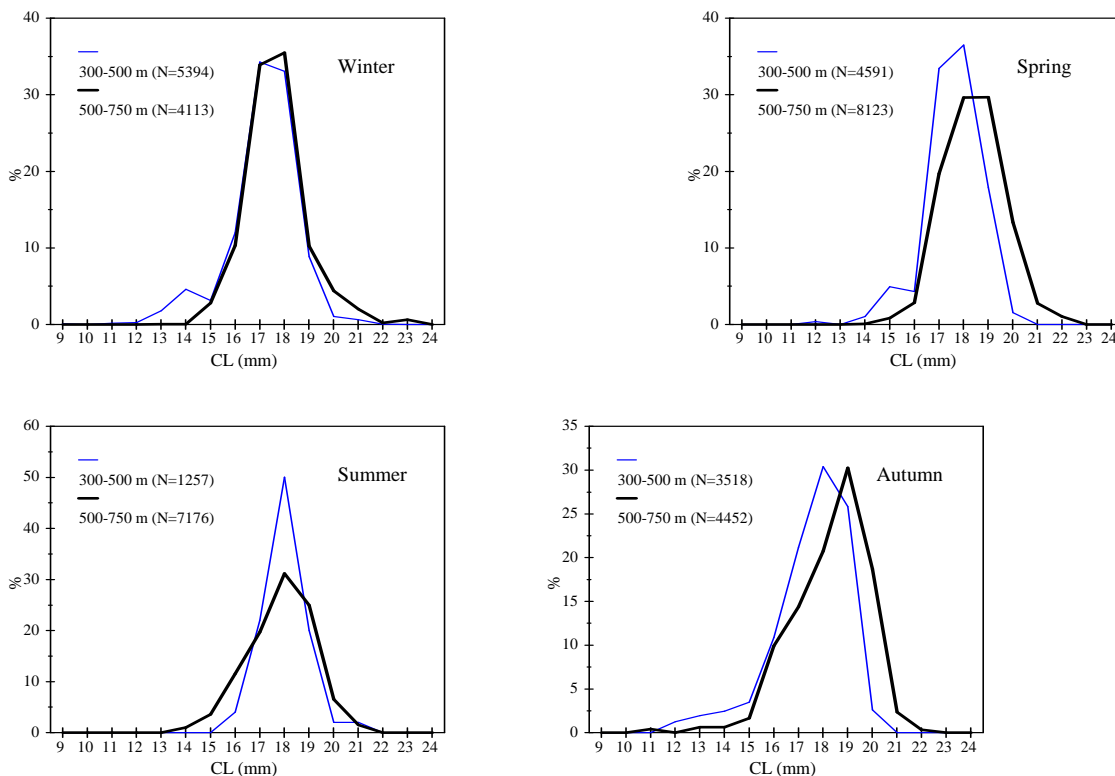 40
30
20
10
0
%
300-500 m (N=5394)
500-750 m (N=4113)
Winter
9 10 11 12 13 14 15 16 17 18 19 20 21 22 23 24
CL (mm)
40
30
20
10
0
%
300-500 m (N=4591)
500-750 m (N=8123)
Spring
9 10 11 12 13 14 15 16 17 18 19 20 21 22 23 24
CL (mm)
60
50
40
30
20
10
0
%
300-500 m (N=1257)
500-750 m (N=7176)
Summer
9 10 11 12 13 14 15 16 17 18 19 20 21 22 23 24
CL (mm)
35
30
25
20
15
10
5
0
%
300-500 m (N=3518)
500-750 m (N=4452)
Autumn
9 10 11 12 13 14 15 16 17 18 19 20 21 22 23 24
CL (mm)